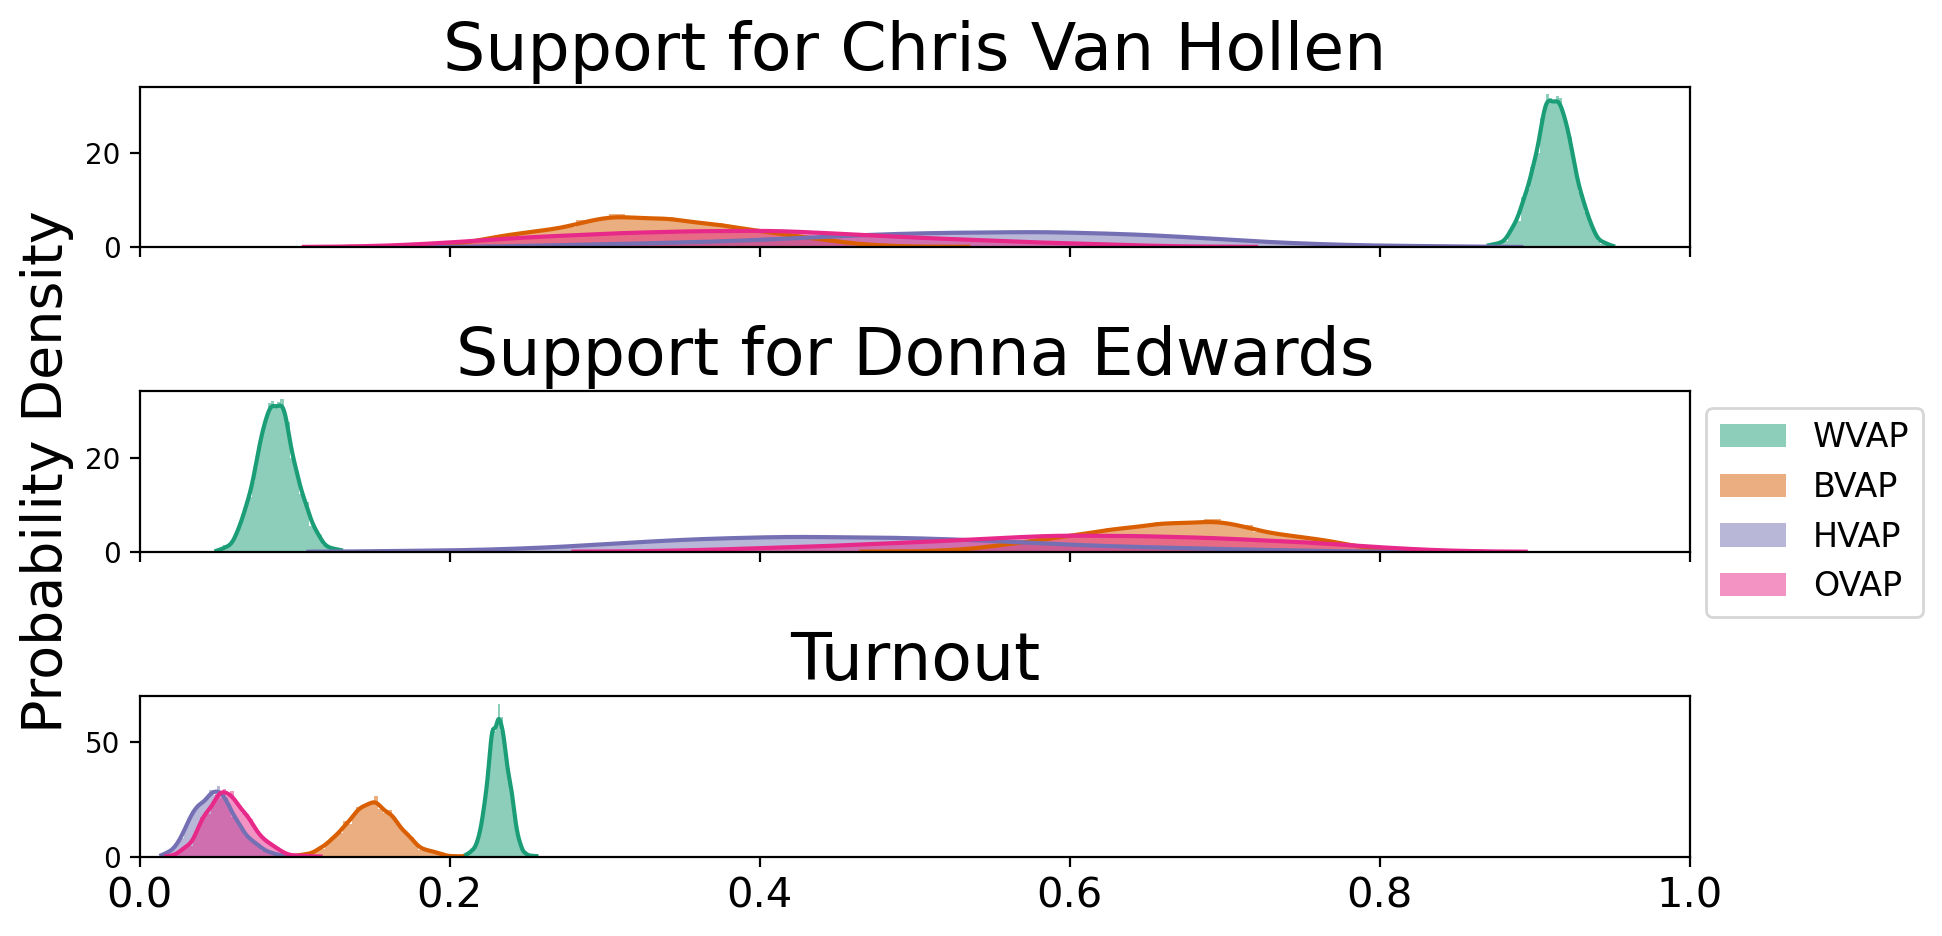 Support for Chris Van Hollen
20
0
Support for Donna Edwards
20
0
Turnout
50
0
0.0 0.2 0.4 0.6 0.8 1.0
Probability Density
WVAP
BVAP
HVAP
OVAP